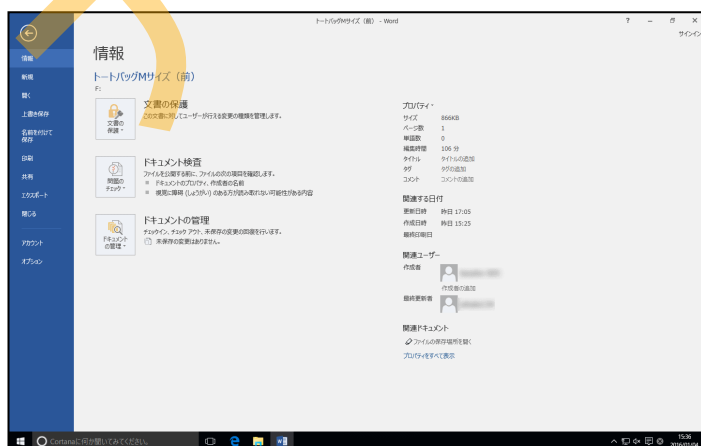 トートバッグMサイズ（前） - Word
?
サインイン
情報
新規
開く
上書き保存
名前を付けて
保存
印刷
共有
エクスポート
閉じる
アカウント
オプション
情報
トートバッグMサイズ（前）
F:
文書の
保護
文書の保護
この文書に対してユーザーが行える変更の種類を管理します。
問題の
チェック
ドキュメント検査
ファイルを公開する前に、ファイルの次の項目を確認します。
ドキュメントのプロパティ、作成者の名前
視覚に障碍 (しょうがい) のある方が読み取れない可能性がある内容
ドキュメント
の管理
ドキュメントの管理
チェックイン、チェック アウト、未保存の変更の回復を行います。
未保存の変更はありません。
プロパティ
サイズ 866KB
ページ数 1
単語数 0
編集時間 106 分
タイトル タイトルの追加
タグ タグの追加
コメント コメントの追加
関連する日付
更新日時 昨日 17:05
作成日時 昨日 15:25
最終印刷日
関連ユーザー
作成者
作成者の追加
最終更新者
関連ドキュメント
ファイルの保存場所を開く
プロパティをすべて表示
Cortanaに何か聞いてみてください。
15:36
2016/01/04